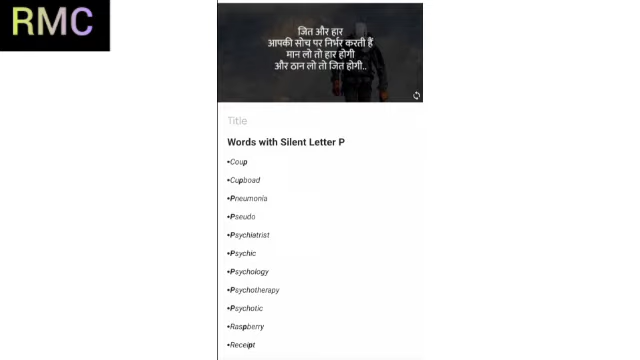 RMC
जित और हार
आपकी सोच पर निर्भर करती हैं
मान लो तो हार होगी
और ठान लो तो जित होगी..
Title
Words with Silent Letter P
•Coup
•Cupboad
•Pneumonia
•Pseudo
•Psychiatrist
•Psychic
•Psychology
•Psychotherapy
•Psychotic
•Raspberry
•Receipt